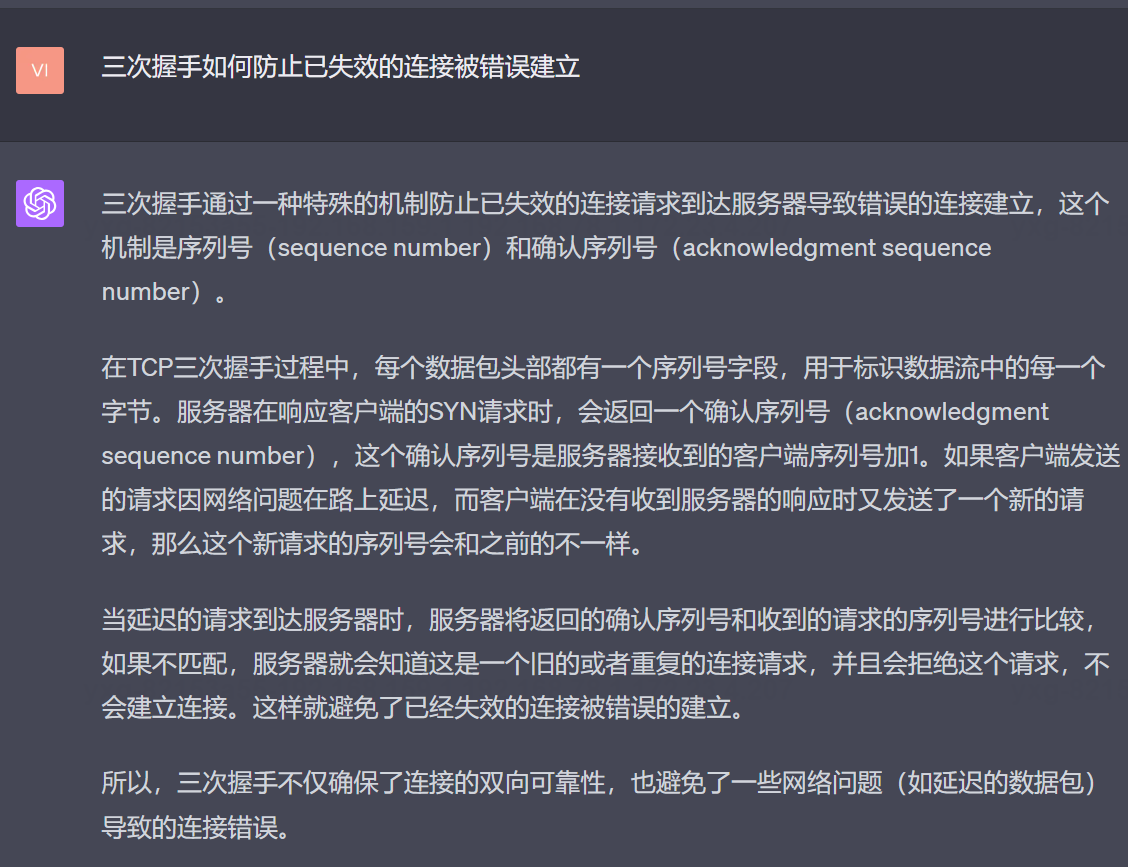 VI
三次握手如何防止已失效的连接被错误建立
三次握手通过一种特殊的机制防止已失效的连接请求到达服务器导致错误的连接建立，这个
机制是序列号（sequence number）和确认序列号（acknowledgment sequence
number）。
在TCP三次握手过程中，每个数据包头部都有一个序列号字段，用于标识数据流中的每一个
字节。服务器在响应客户端的SYN请求时，会返回一个确认序列号（acknowledgment
sequence number），这个确认序列号是服务器接收到的客户端序列号加1。如果客户端发送
的请求因网络问题在路上延迟，而客户端在没有收到服务器的响应时又发送了一个新的请
求，那么这个新请求的序列号会和之前的不一样。
当延迟的请求到达服务器时，服务器将返回的确认序列号和收到的请求的序列号进行比较，
如果不匹配，服务器就会知道这是一个旧的或者重复的连接请求，并且会拒绝这个请求，不
会建立连接。这样就避免了已经失效的连接被错误的建立。
所以，三次握手不仅确保了连接的双向可靠性，也避免了一些网络问题（如延迟的数据包）
导致的连接错误。